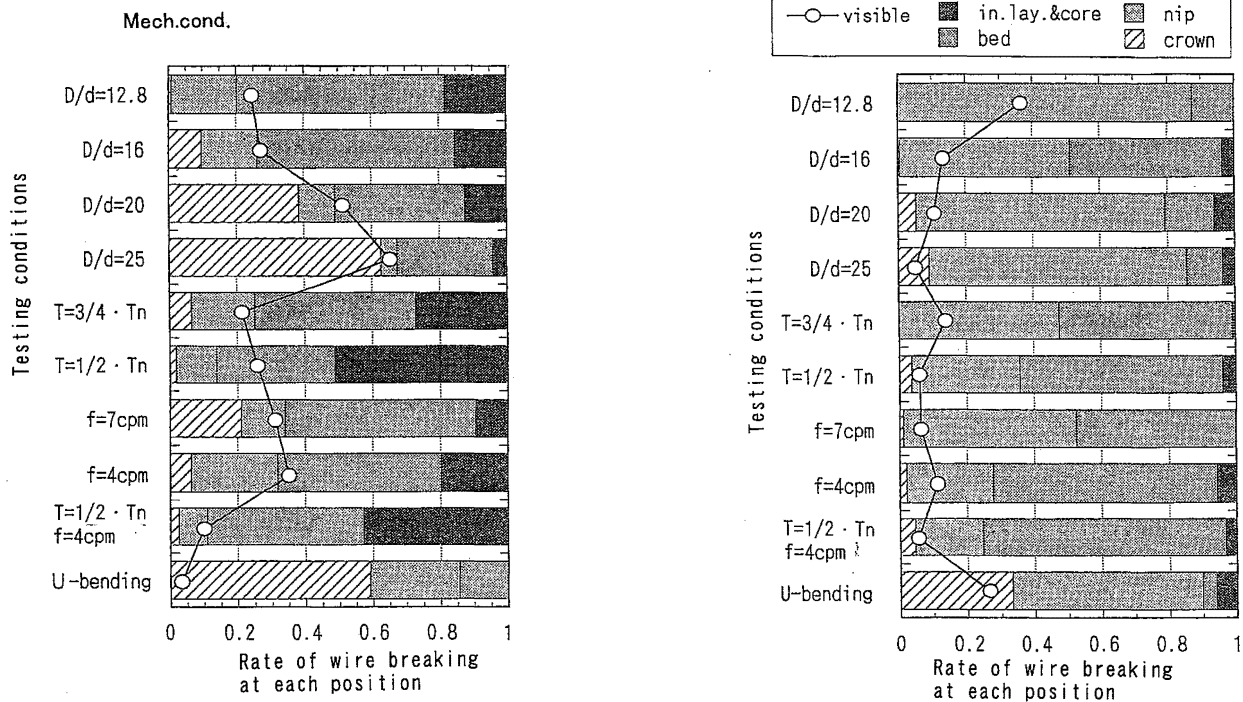 Mech.cond.
visible
in.lay.&core
nip
bed
crown
Testing conditions
D/d=12.8
D/d=16
D/d=20
D/d=25
T=3/4 · Tn
T=1/2 · Tn
f=7cpm
f=4cpm
T=1/2 · Tn
f=4cpm
U-bending
0 0.2 0.4 0.6 0.8 1
Rate of wire breaking
at each position
Testing conditions
D/d=12.8
D/d=16
D/d=20
D/d=25
T=3/4 · Tn
T=1/2 · Tn
f=7cpm
f=4cpm
T=1/2 · Tn
f=4cpm
U-bending
0 0.2 0.4 0.6 0.8 1
Rate of wire breaking
at each position